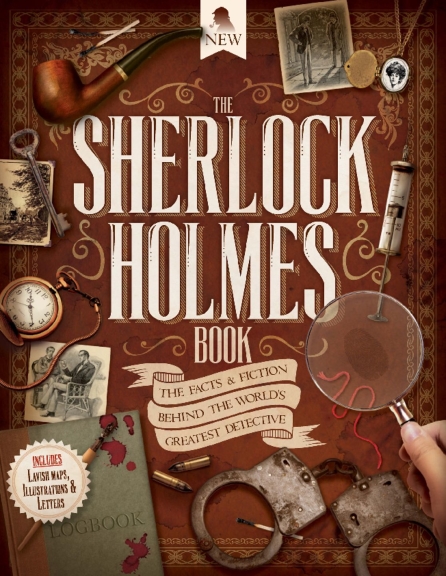 NEW
THE
SHERLOCK
HOLMES
BOOK
THE FACTS & FICTION
BEHIND THE WORLD'S
GREATEST DETECTIVE
INCLUDES
LAVISH MAPS,
ILLUSTRATIONS &
LETTERS
LOGBOOK